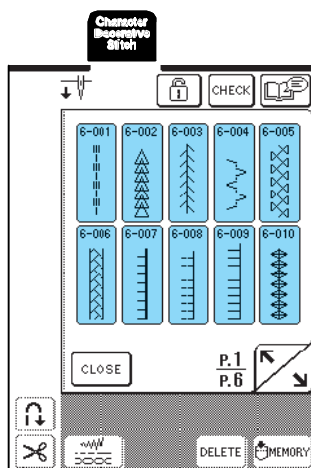 Character
Decorative
Stitch
CHECK
6-001 6-002 6-003 6-004 6-005
6-006 6-007 6-008 6-009 6-010
CLOSE
P.1
P.6
DELETE MEMORY